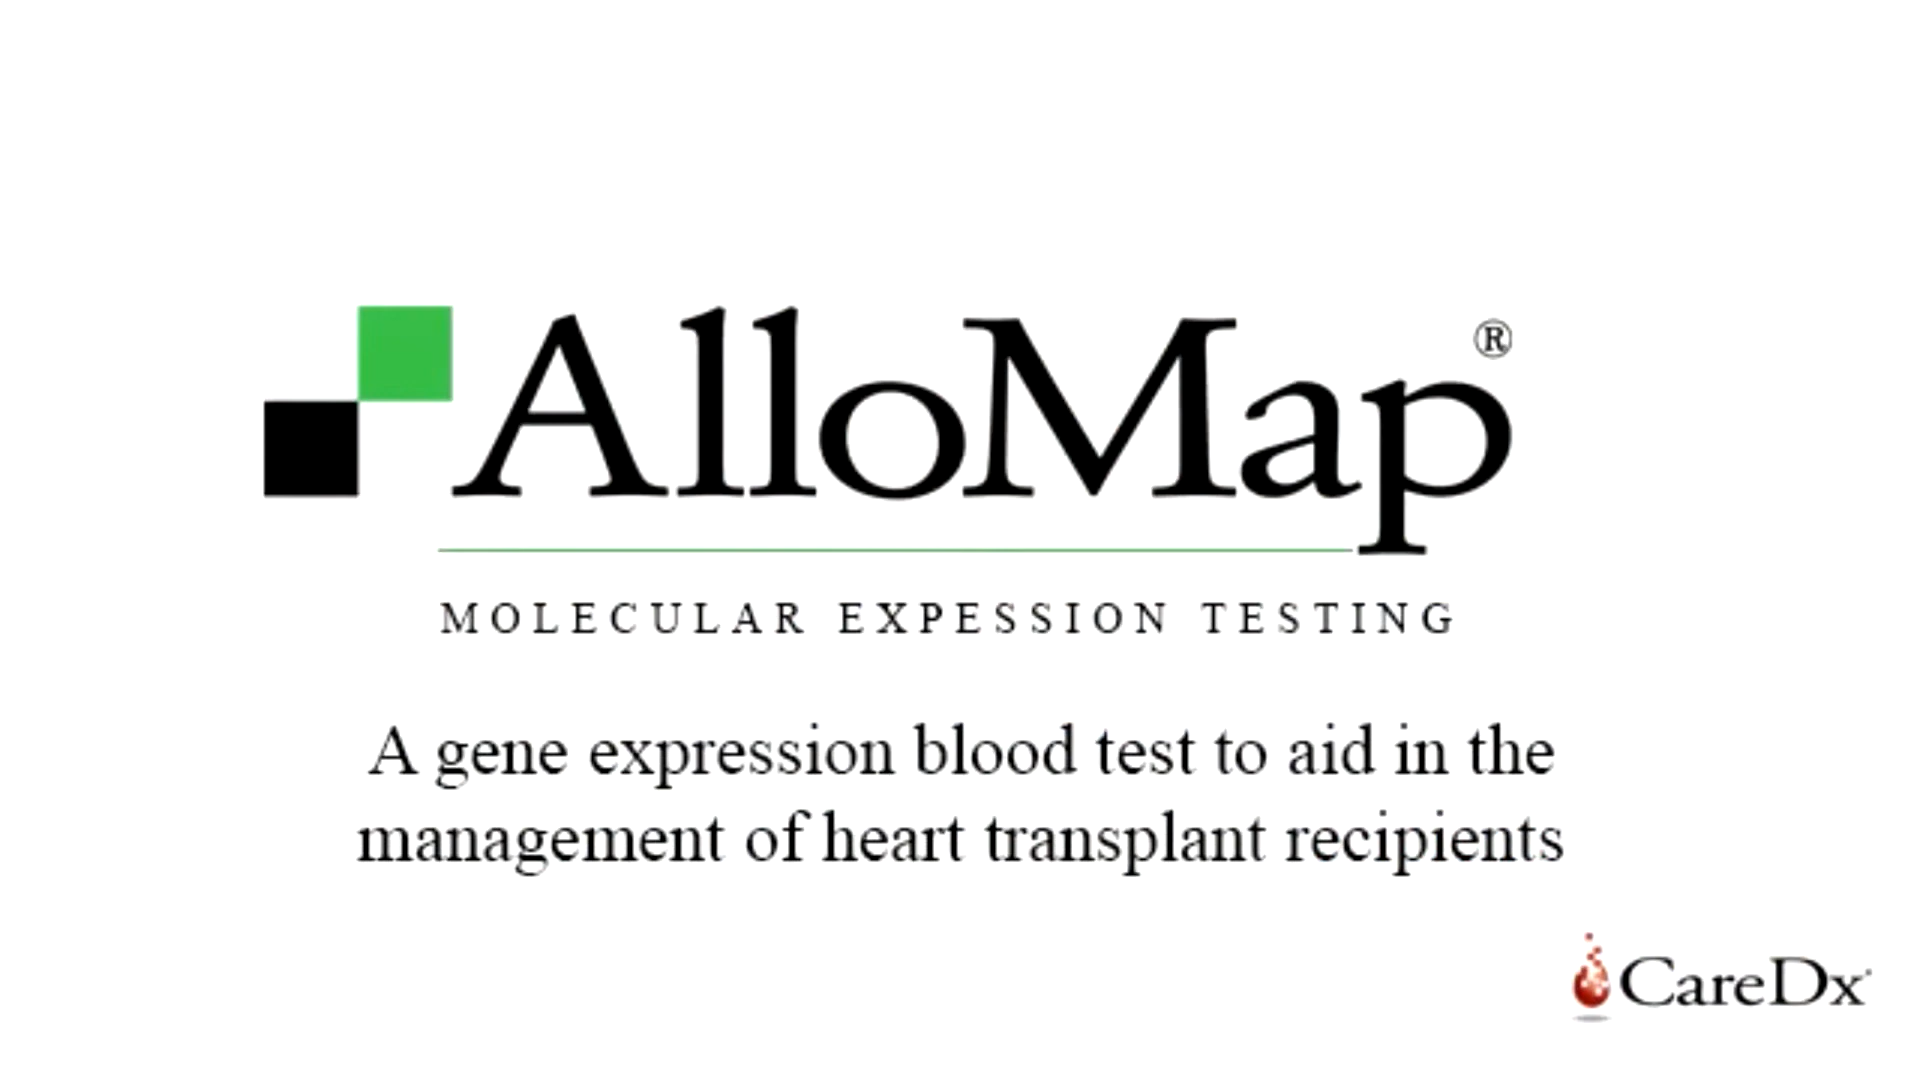 AlloMap®
MOLECULAR EXPESSION TESTING
A gene expression blood test to aid in the
management of heart transplant recipients
CareDx